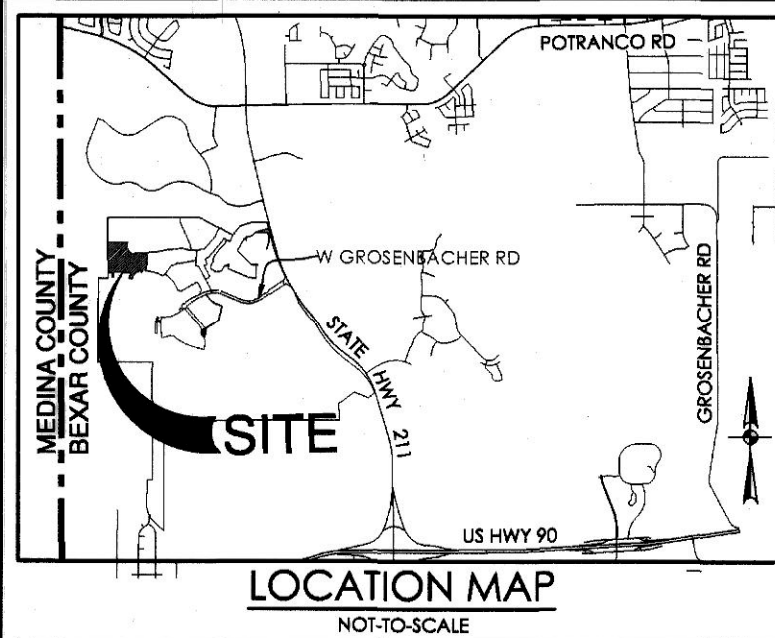 POTRANCO RD
W GROSENBACHER RD
STATE HWY 211
MEDINA COUNTY
BEXAR COUNTY
GROSENBACHER RD
SITE
US HWY 90
LOCATION MAP
NOT-TO-SCALE